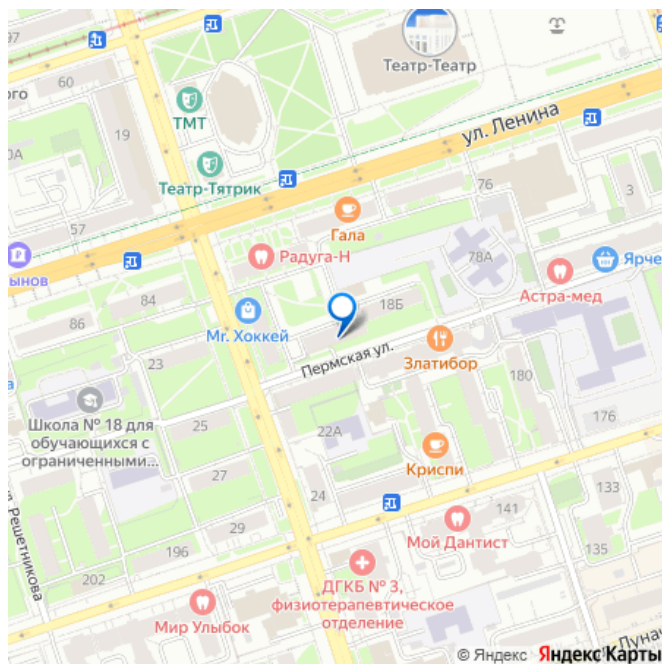 97
60
ого
Театр-Театр
ТМТ
19
0А
ул. Ленина
Театр-Тятрик
57
76
3
Гала
Радуга-Н
78А
Ярче
ынов
84
18Б
Астра-мед
86
Mr. Хоккей
23
Пермская ул.
Златибор
180
Школа № 18 для
обучающихся с
ограниченными...
25
22А
176
27
Криспи
24
133
141
29
Решетникова
196
Мой Дантист
135
202
ДГКБ № 3,
физиотерапевтическое
отделение
Мир Улыбок
© Яндекс Яндекс Карты